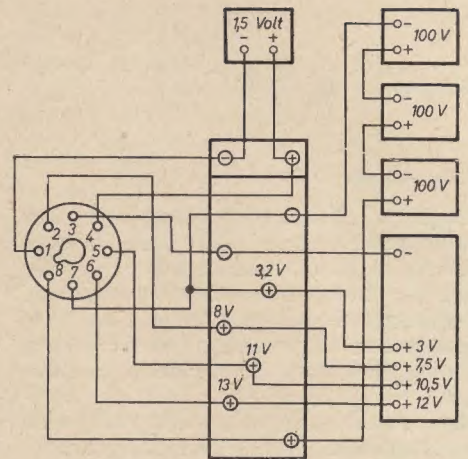 1,5 Volt
- +
-
100 V
+
-
100 V
+
-
100 V
+
- +
-
2 3 4
1 5
8 7 6
- -
3,2 V
+
8 V
+
+ 3 V
+ 7,5 V
11 V
+
+ 10,5 V
13 V
+
+ 12 V
+